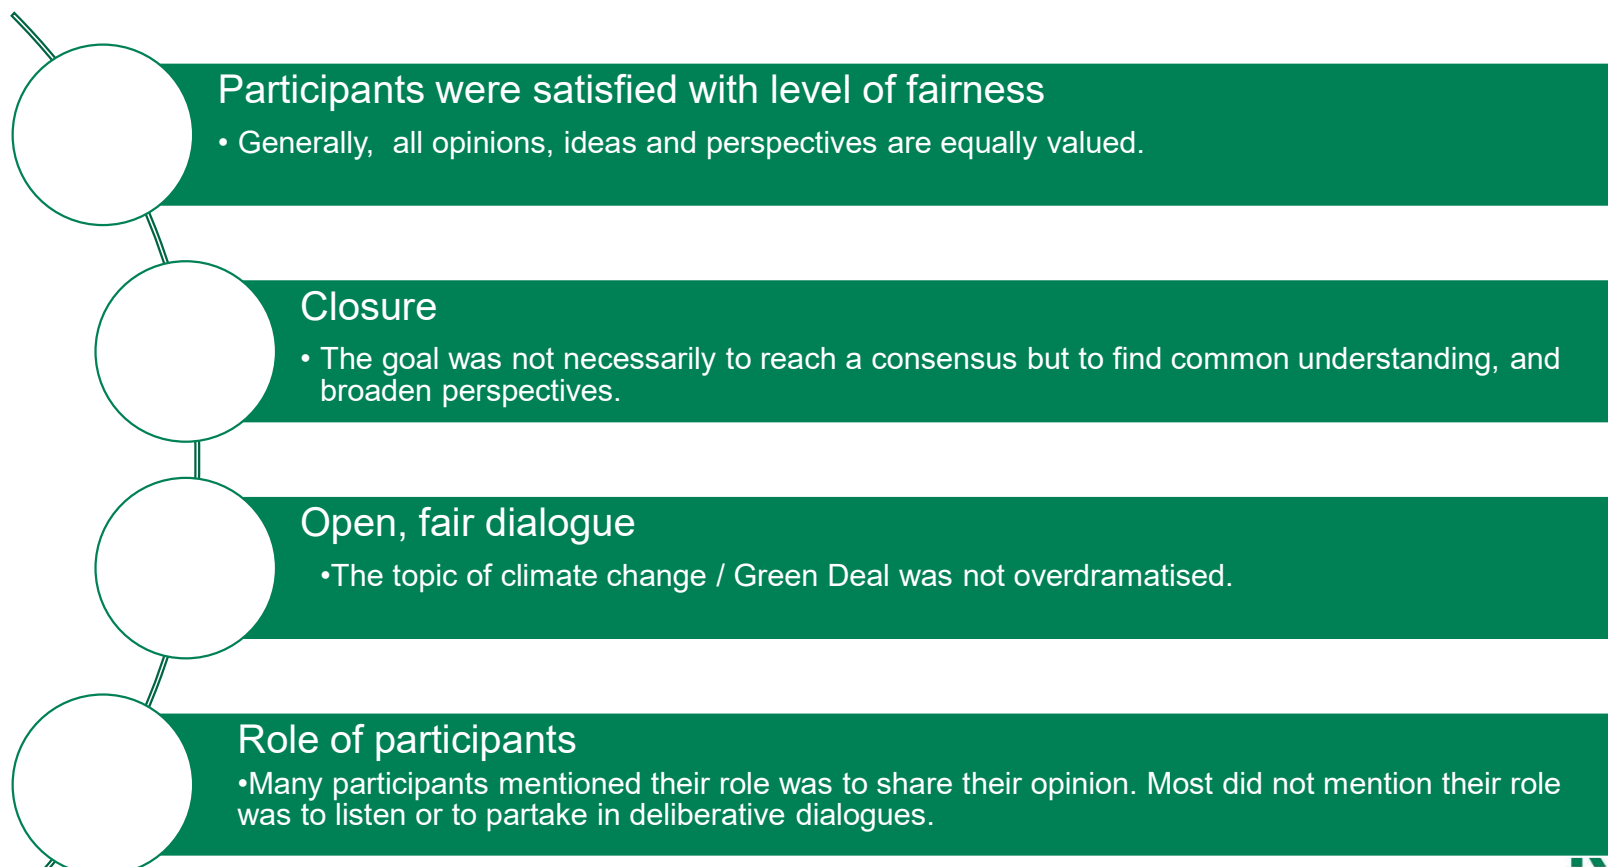 Participants were satisfied with level of fairness
• Generally,  all opinions, ideas and perspectives are equally valued.
Closure
• The goal was not necessarily to reach a consensus but to find common understanding, and
broaden perspectives.
Open, fair dialogue
•The topic of climate change / Green Deal was not overdramatised.
Role of participants
•Many participants mentioned their role was to share their opinion. Most did not mention their role
was to listen or to partake in deliberative dialogues.